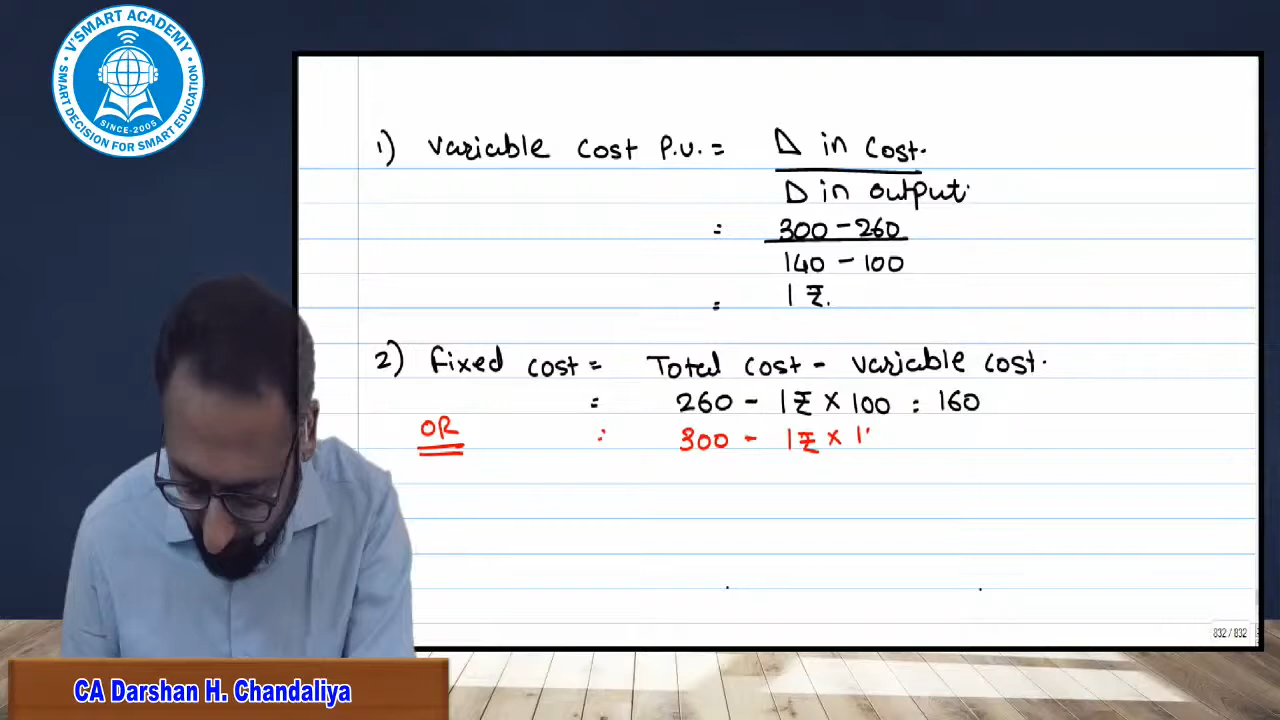 V'SMART ACADEMY
SINCE-2005
SMART DECISION FOR SMART EDUCATION
1) Variable cost P.U. = Δ in Cost.
Δ in output
= 300 - 260
140 - 100
= 1 ₹.
2) Fixed cost = Total cost - variable cost.
= 260 - 1₹ × 100 = 160
OR = 300 - 1₹ × 1
832 / 832
CA Darshan H. Chandaliya